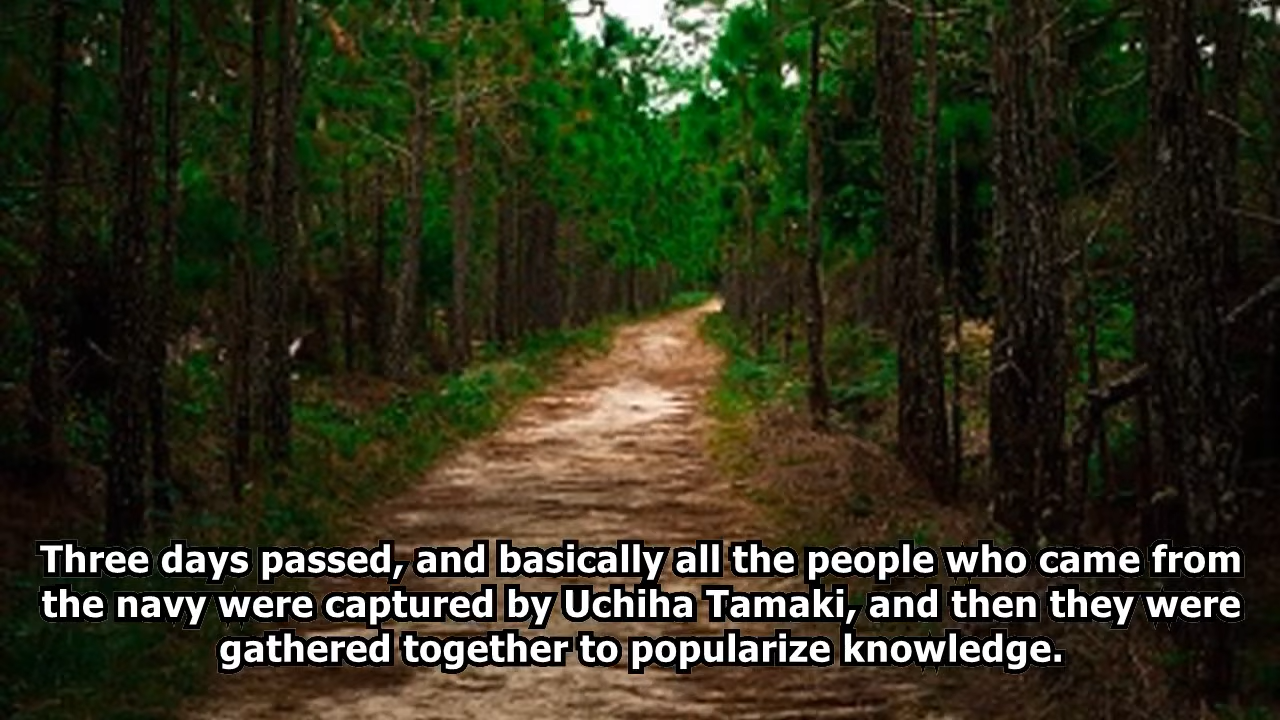 Three days passed, and basically all the people who came from
the navy were captured by Uchiha Tamaki, and then they were
gathered together to popularize knowledge.